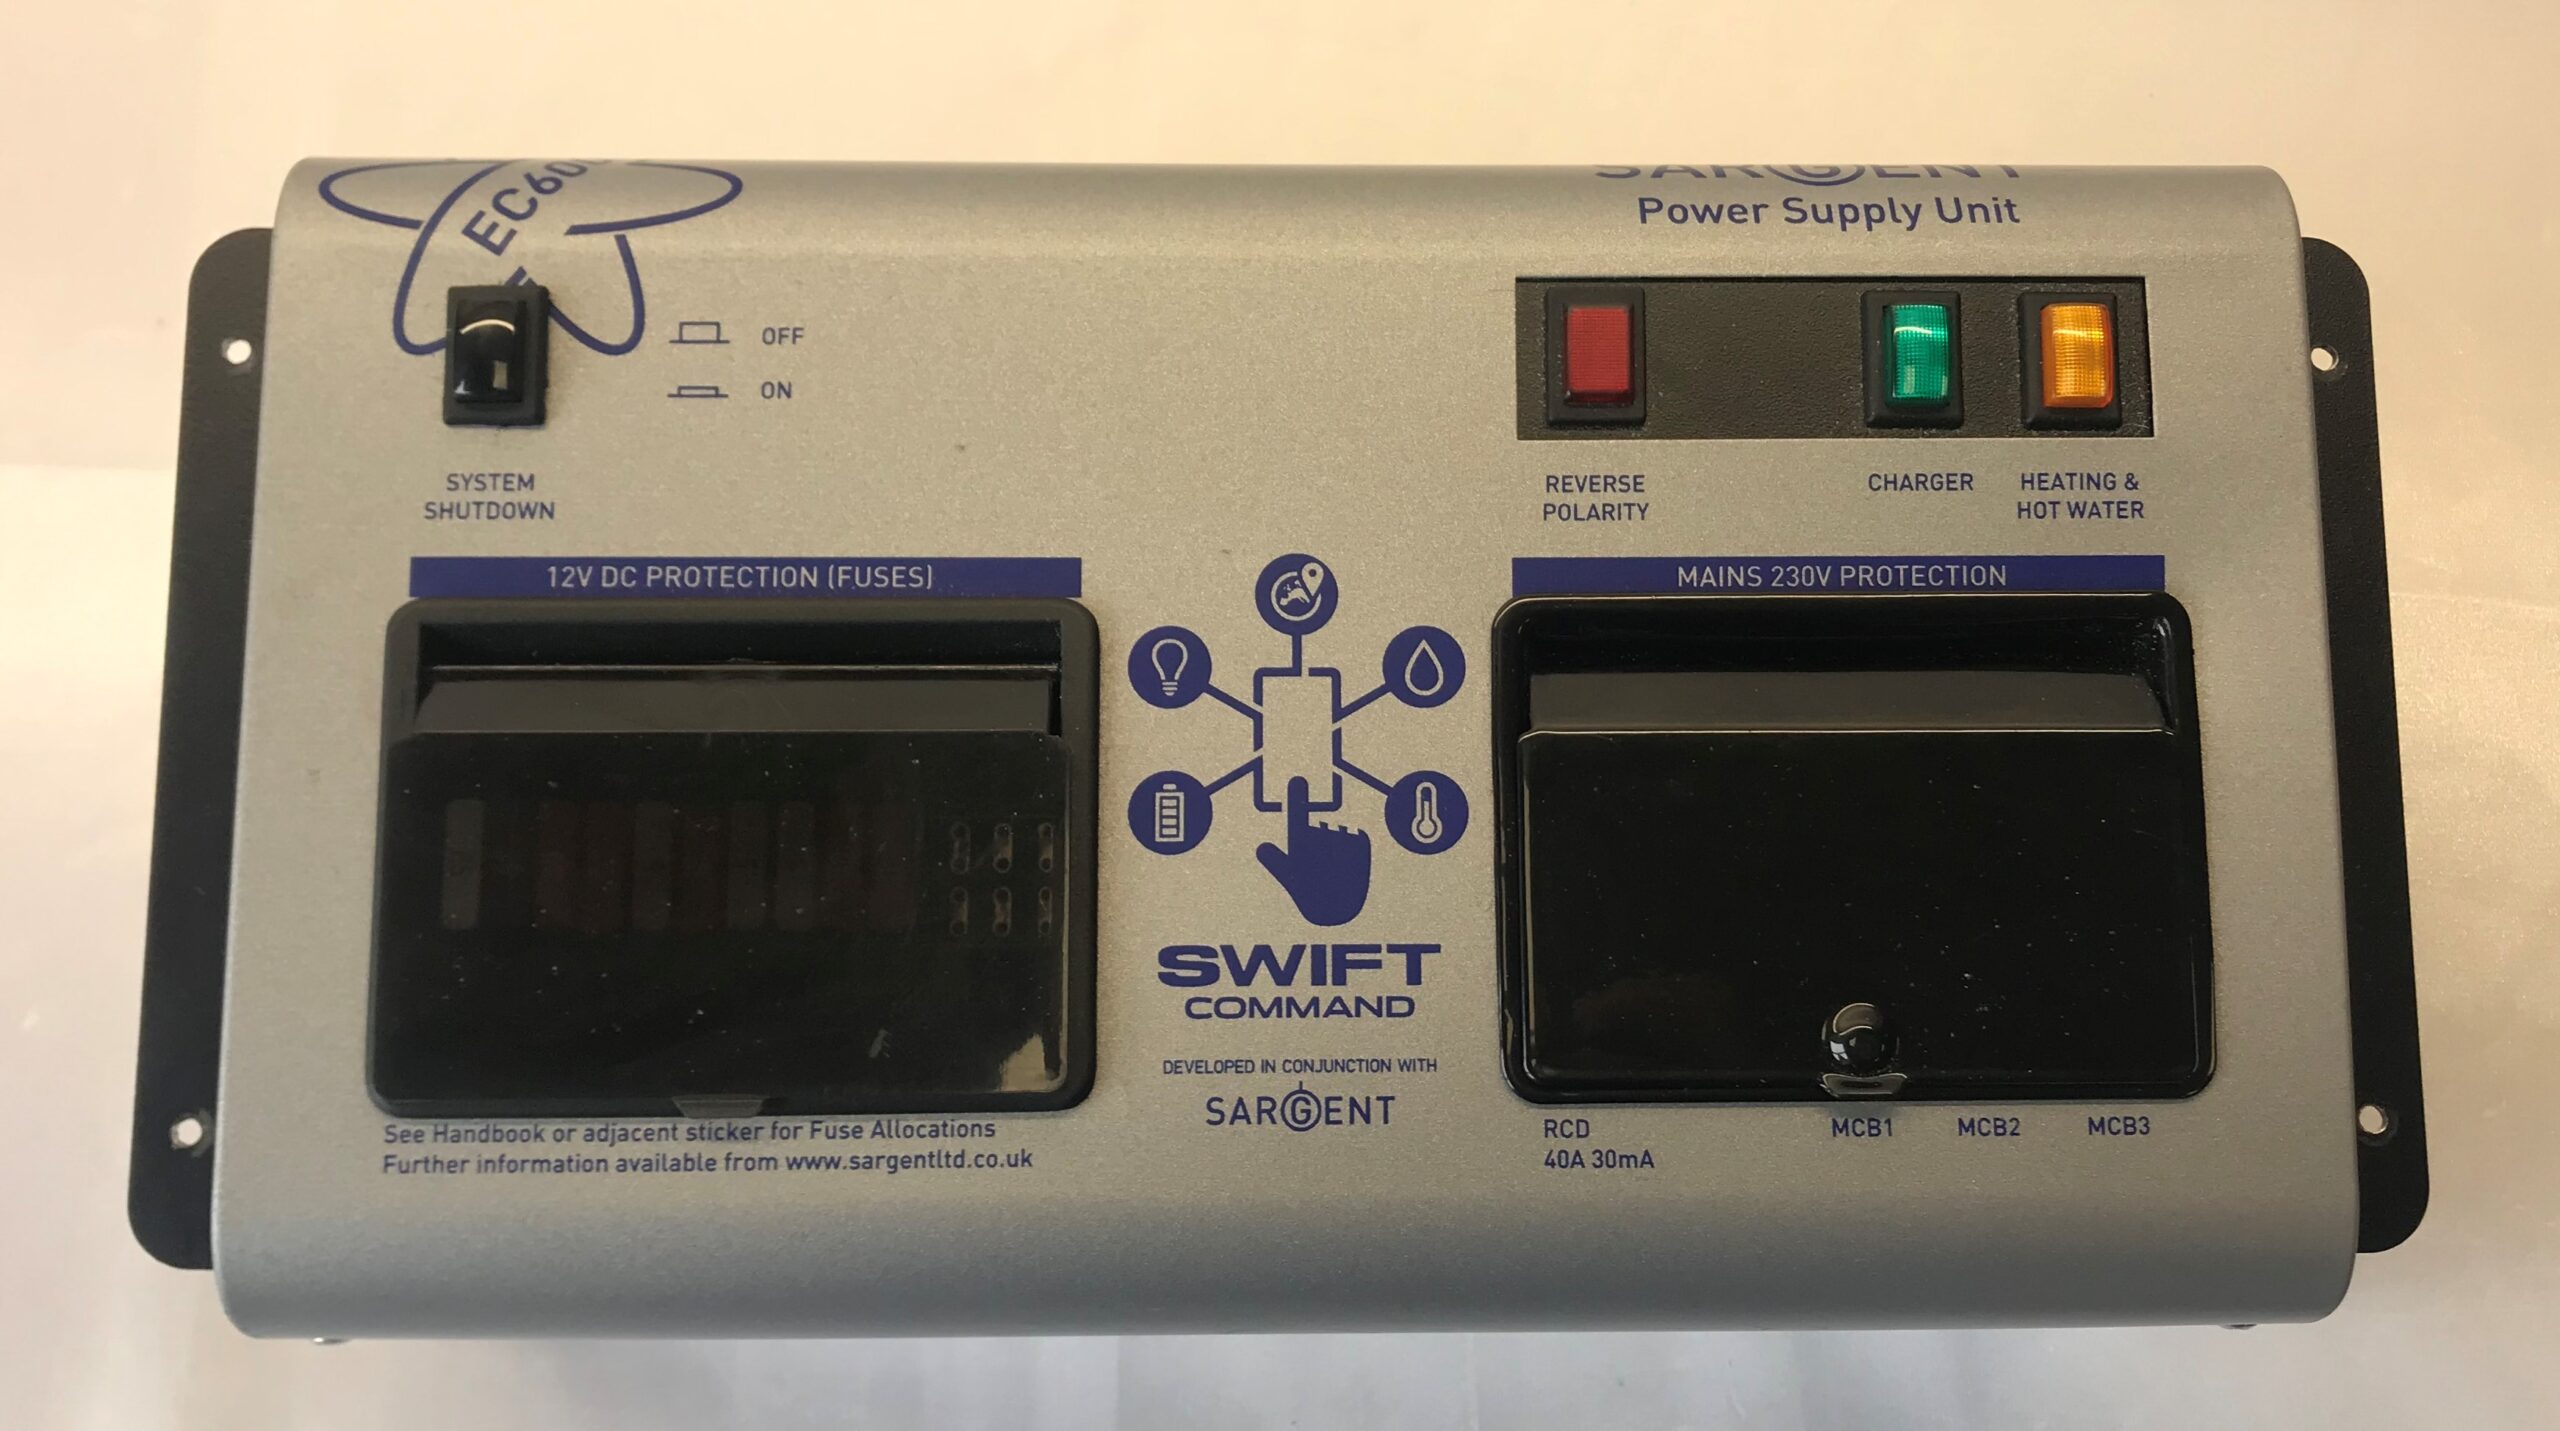 EC600
SARGENT
Power Supply Unit
OFF
ON
SYSTEM
SHUTDOWN
REVERSE
POLARITY
CHARGER
HEATING &
HOT WATER
12V DC PROTECTION (FUSES)
MAINS 230V PROTECTION
SWIFT
COMMAND
DEVELOPED IN CONJUNCTION WITH
SARGENT
See Handbook or adjacent sticker for Fuse Allocations
Further information available from www.sargentltd.co.uk
RCD
40A 30mA
MCB1
MCB2
MCB3